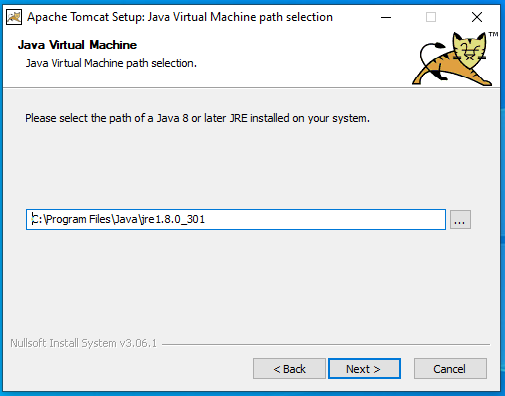 Apache Tomcat Setup: Java Virtual Machine path selection
Java Virtual Machine
Java Virtual Machine path selection.
TM
Please select the path of a Java 8 or later JRE installed on your system.
C:\Program Files\Java\jre1.8.0_301
...
Nullsoft Install System v3.06.1
< Back
Next >
Cancel